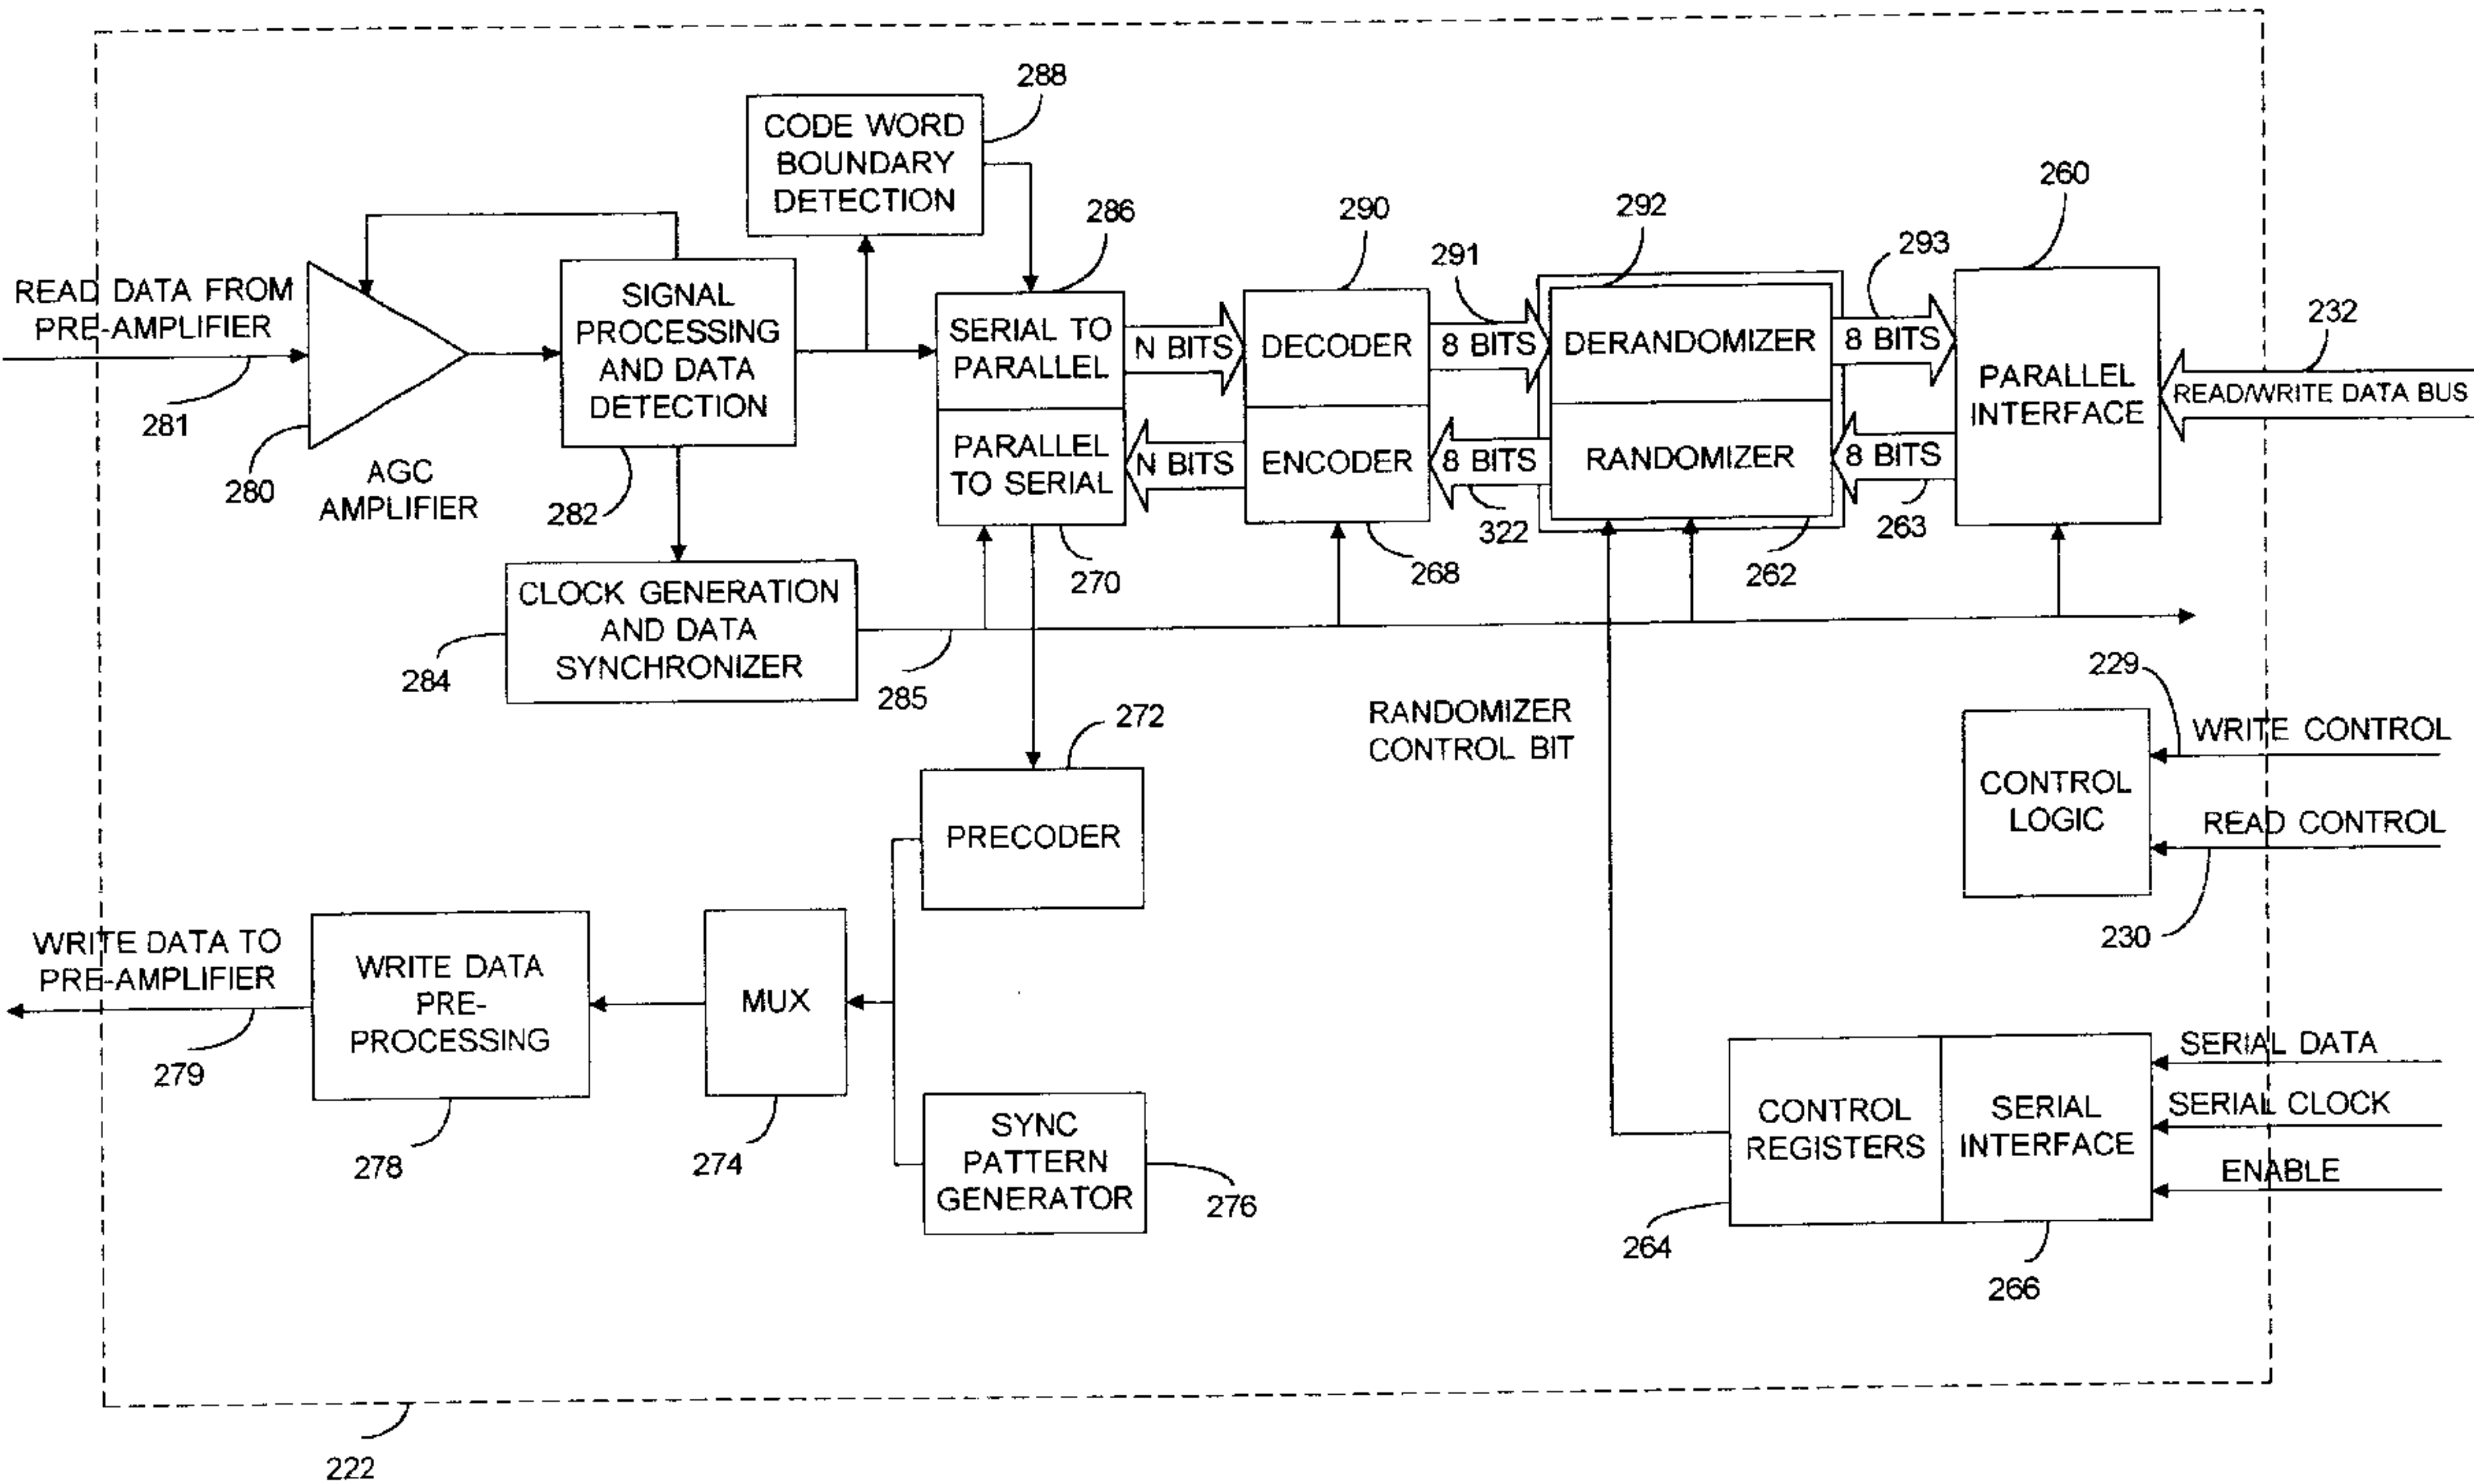 288
CODE WORD
BOUNDARY
DETECTION
260
286
290
292
291
293
READ DATA FROM
PRE-AMPLIFIER
281
280
AGC
AMPLIFIER
SIGNAL
PROCESSING
AND DATA
DETECTION
282
SERIAL TO
PARALLEL
N BITS
DECODER
8 BITS
DERANDOMIZER
8 BITS
PARALLEL
INTERFACE
232
READ/WRITE DATA BUS
PARALLEL
TO SERIAL
N BITS
ENCODER
8 BITS
RANDOMIZER
8 BITS
270
268
322
262
263
CLOCK GENERATION
AND DATA
SYNCHRONIZER
284
285
RANDOMIZER
CONTROL BIT
229
WRITE CONTROL
CONTROL
LOGIC
READ CONTROL
230
272
PRECODER
WRITE DATA TO
PRE-AMPLIFIER
279
WRITE DATA
PRE-
PROCESSING
278
MUX
274
SYNC
PATTERN
GENERATOR
276
CONTROL
REGISTERS
264
SERIAL
INTERFACE
266
SERIAL DATA
SERIAL CLOCK
ENABLE
222